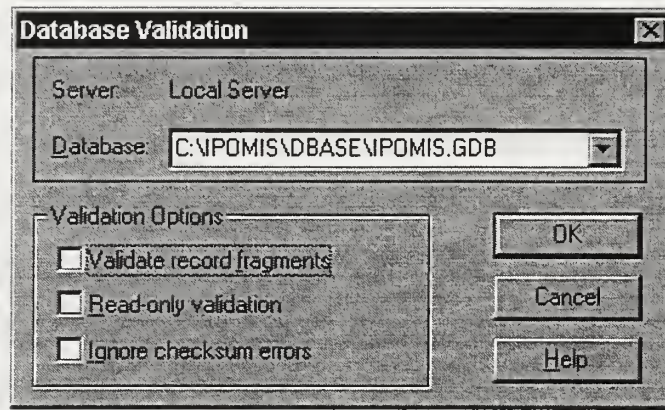 Database Validation
Server: Local Server
Database: C:\IPOMIS\DBASE\IPOMIS.GDB
Validation Options
Validate record fragments
Read-only validation
Ignore checksum errors
OK
Cancel
Help